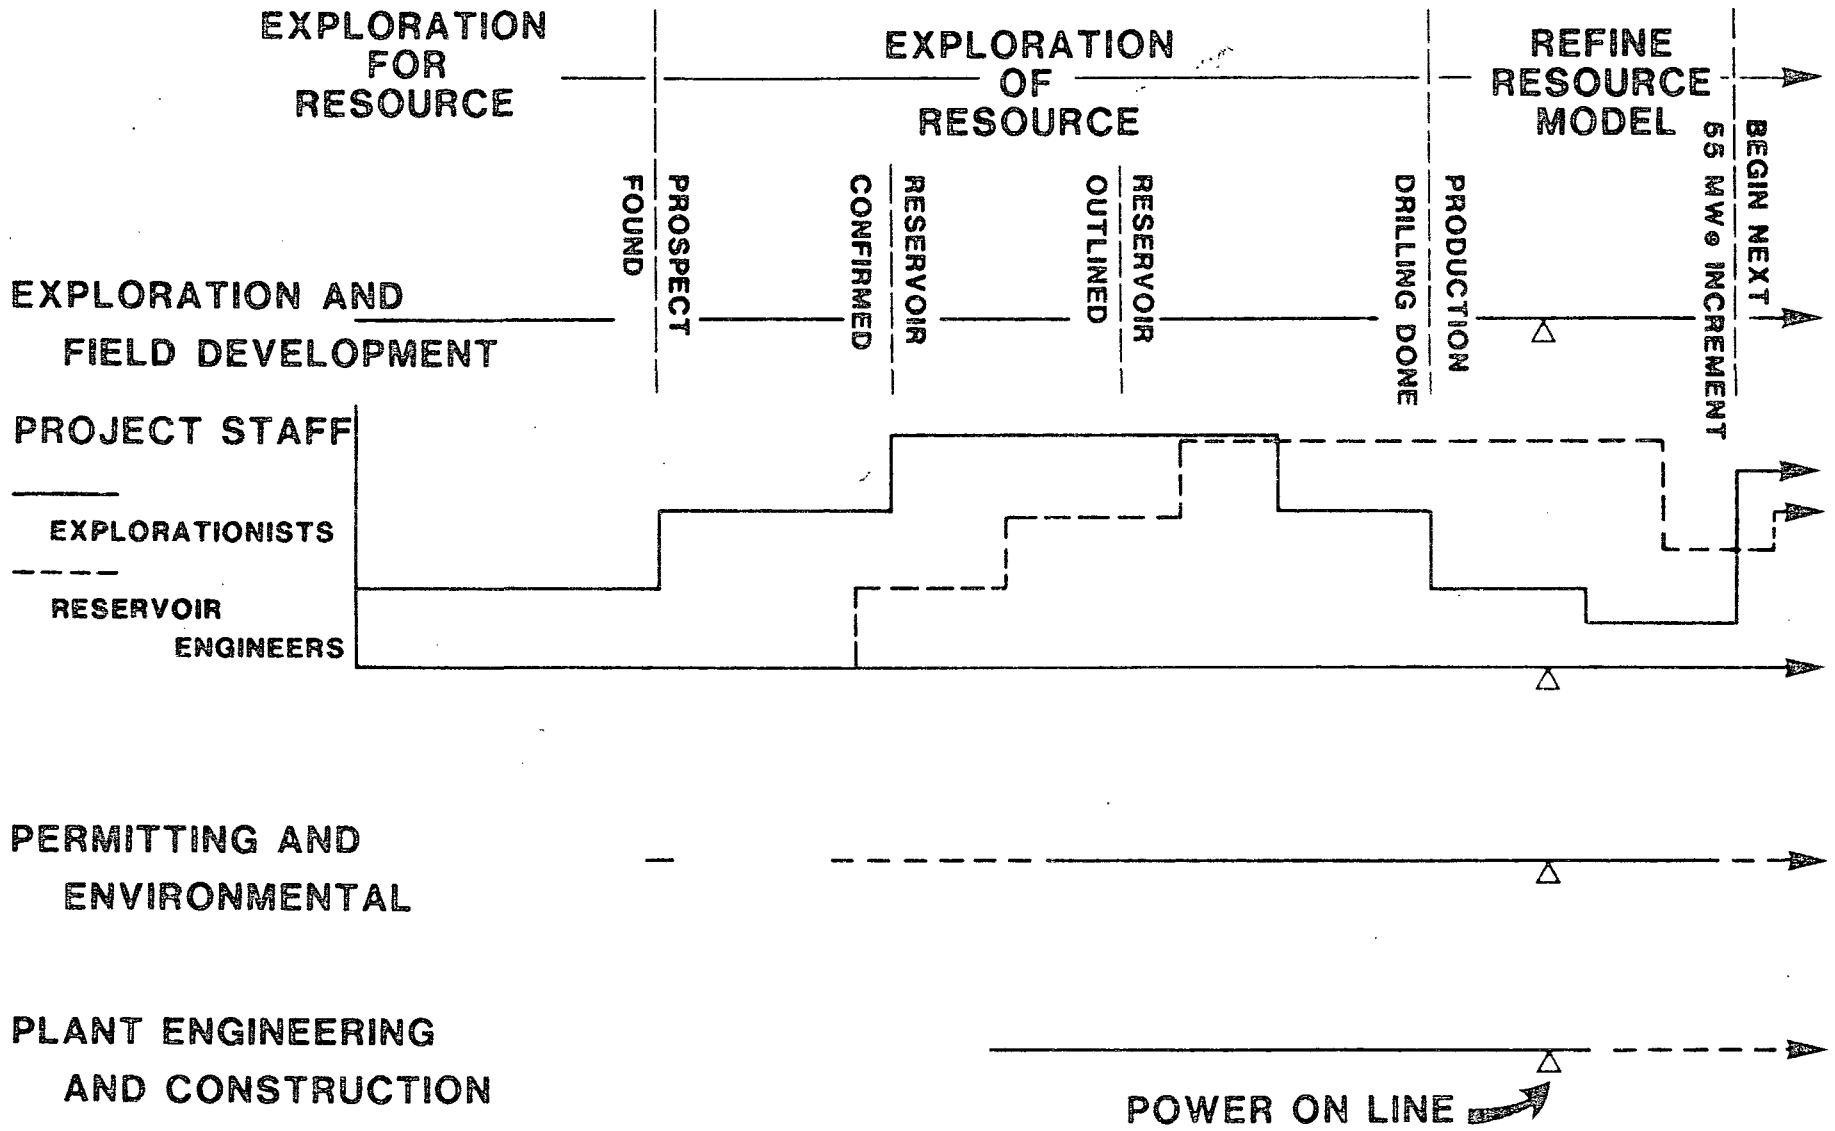 EXPLORATION
FOR
RESOURCE
EXPLORATION
OF
RESOURCE
REFINE
RESOURCE
MODEL
PROSPECT
FOUND
RESERVOIR
CONFIRMED
RESERVOIR
OUTLINED
PRODUCTION
DRILLING DONE
BEGIN NEXT
55 MWe INCREMENT
EXPLORATION AND
FIELD DEVELOPMENT
PROJECT STAFF
EXPLORATIONISTS
RESERVOIR
ENGINEERS
PERMITTING AND
ENVIRONMENTAL
PLANT ENGINEERING
AND CONSTRUCTION
POWER ON LINE